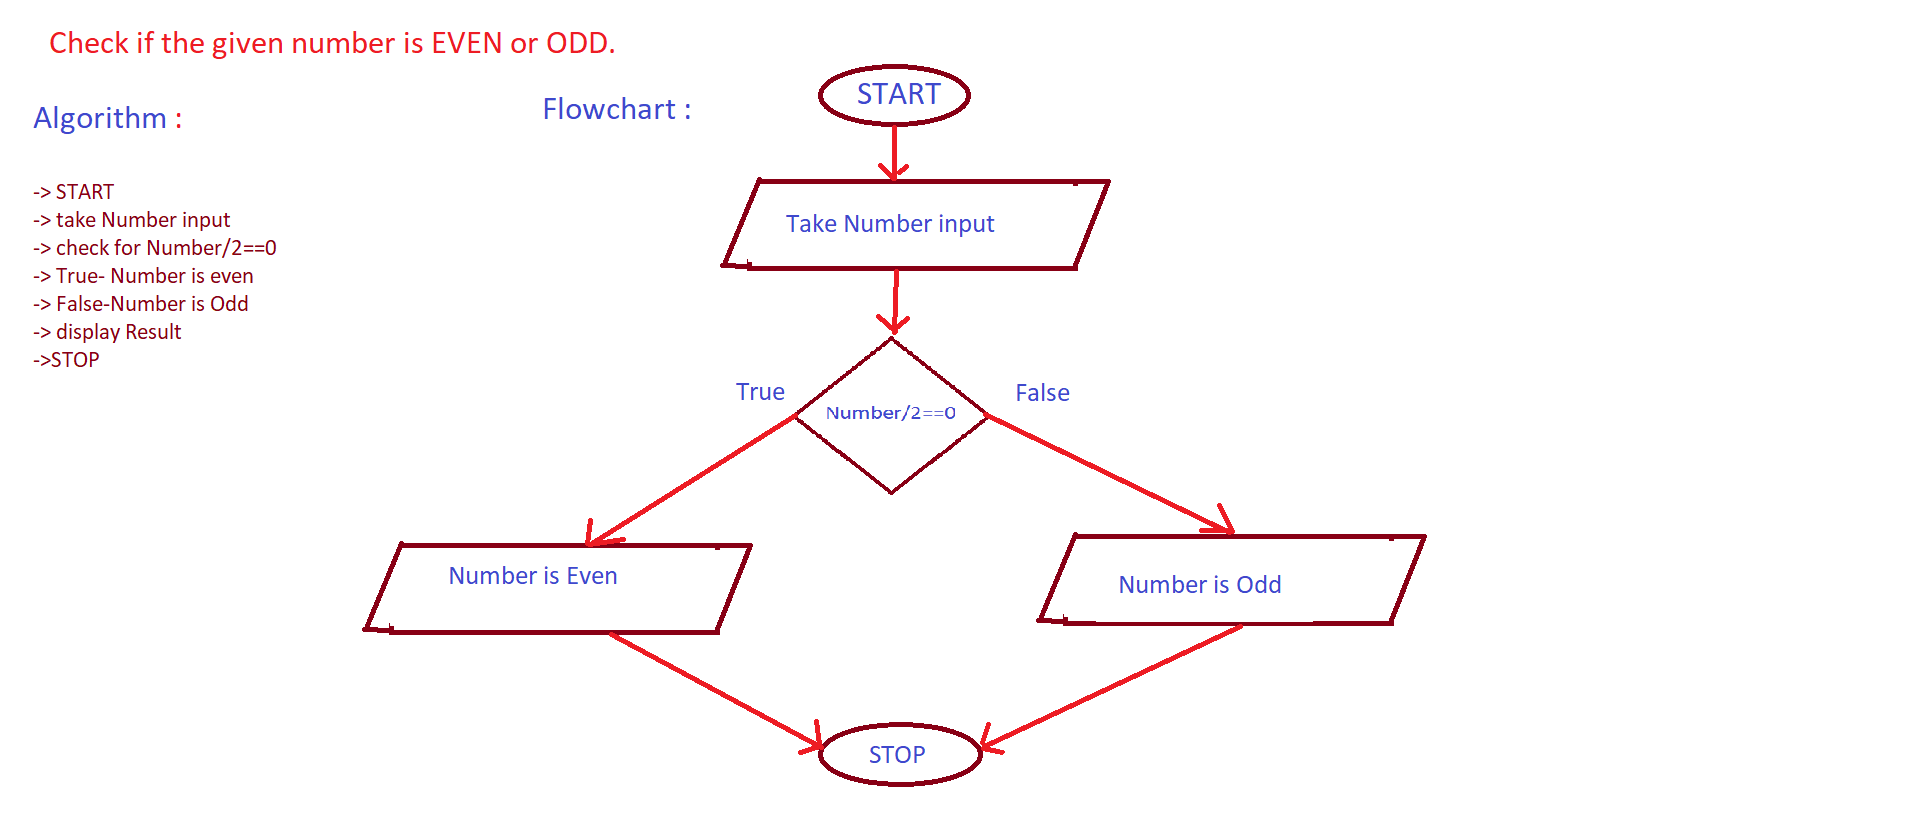 Check if the given number is EVEN or ODD.
Algorithm :
-> START
-> take Number input
-> check for Number/2==0
-> True- Number is even
-> False-Number is Odd
-> display Result
->STOP
Flowchart :
START
Take Number input
True
Number/2==0
False
Number is Even
Number is Odd
STOP